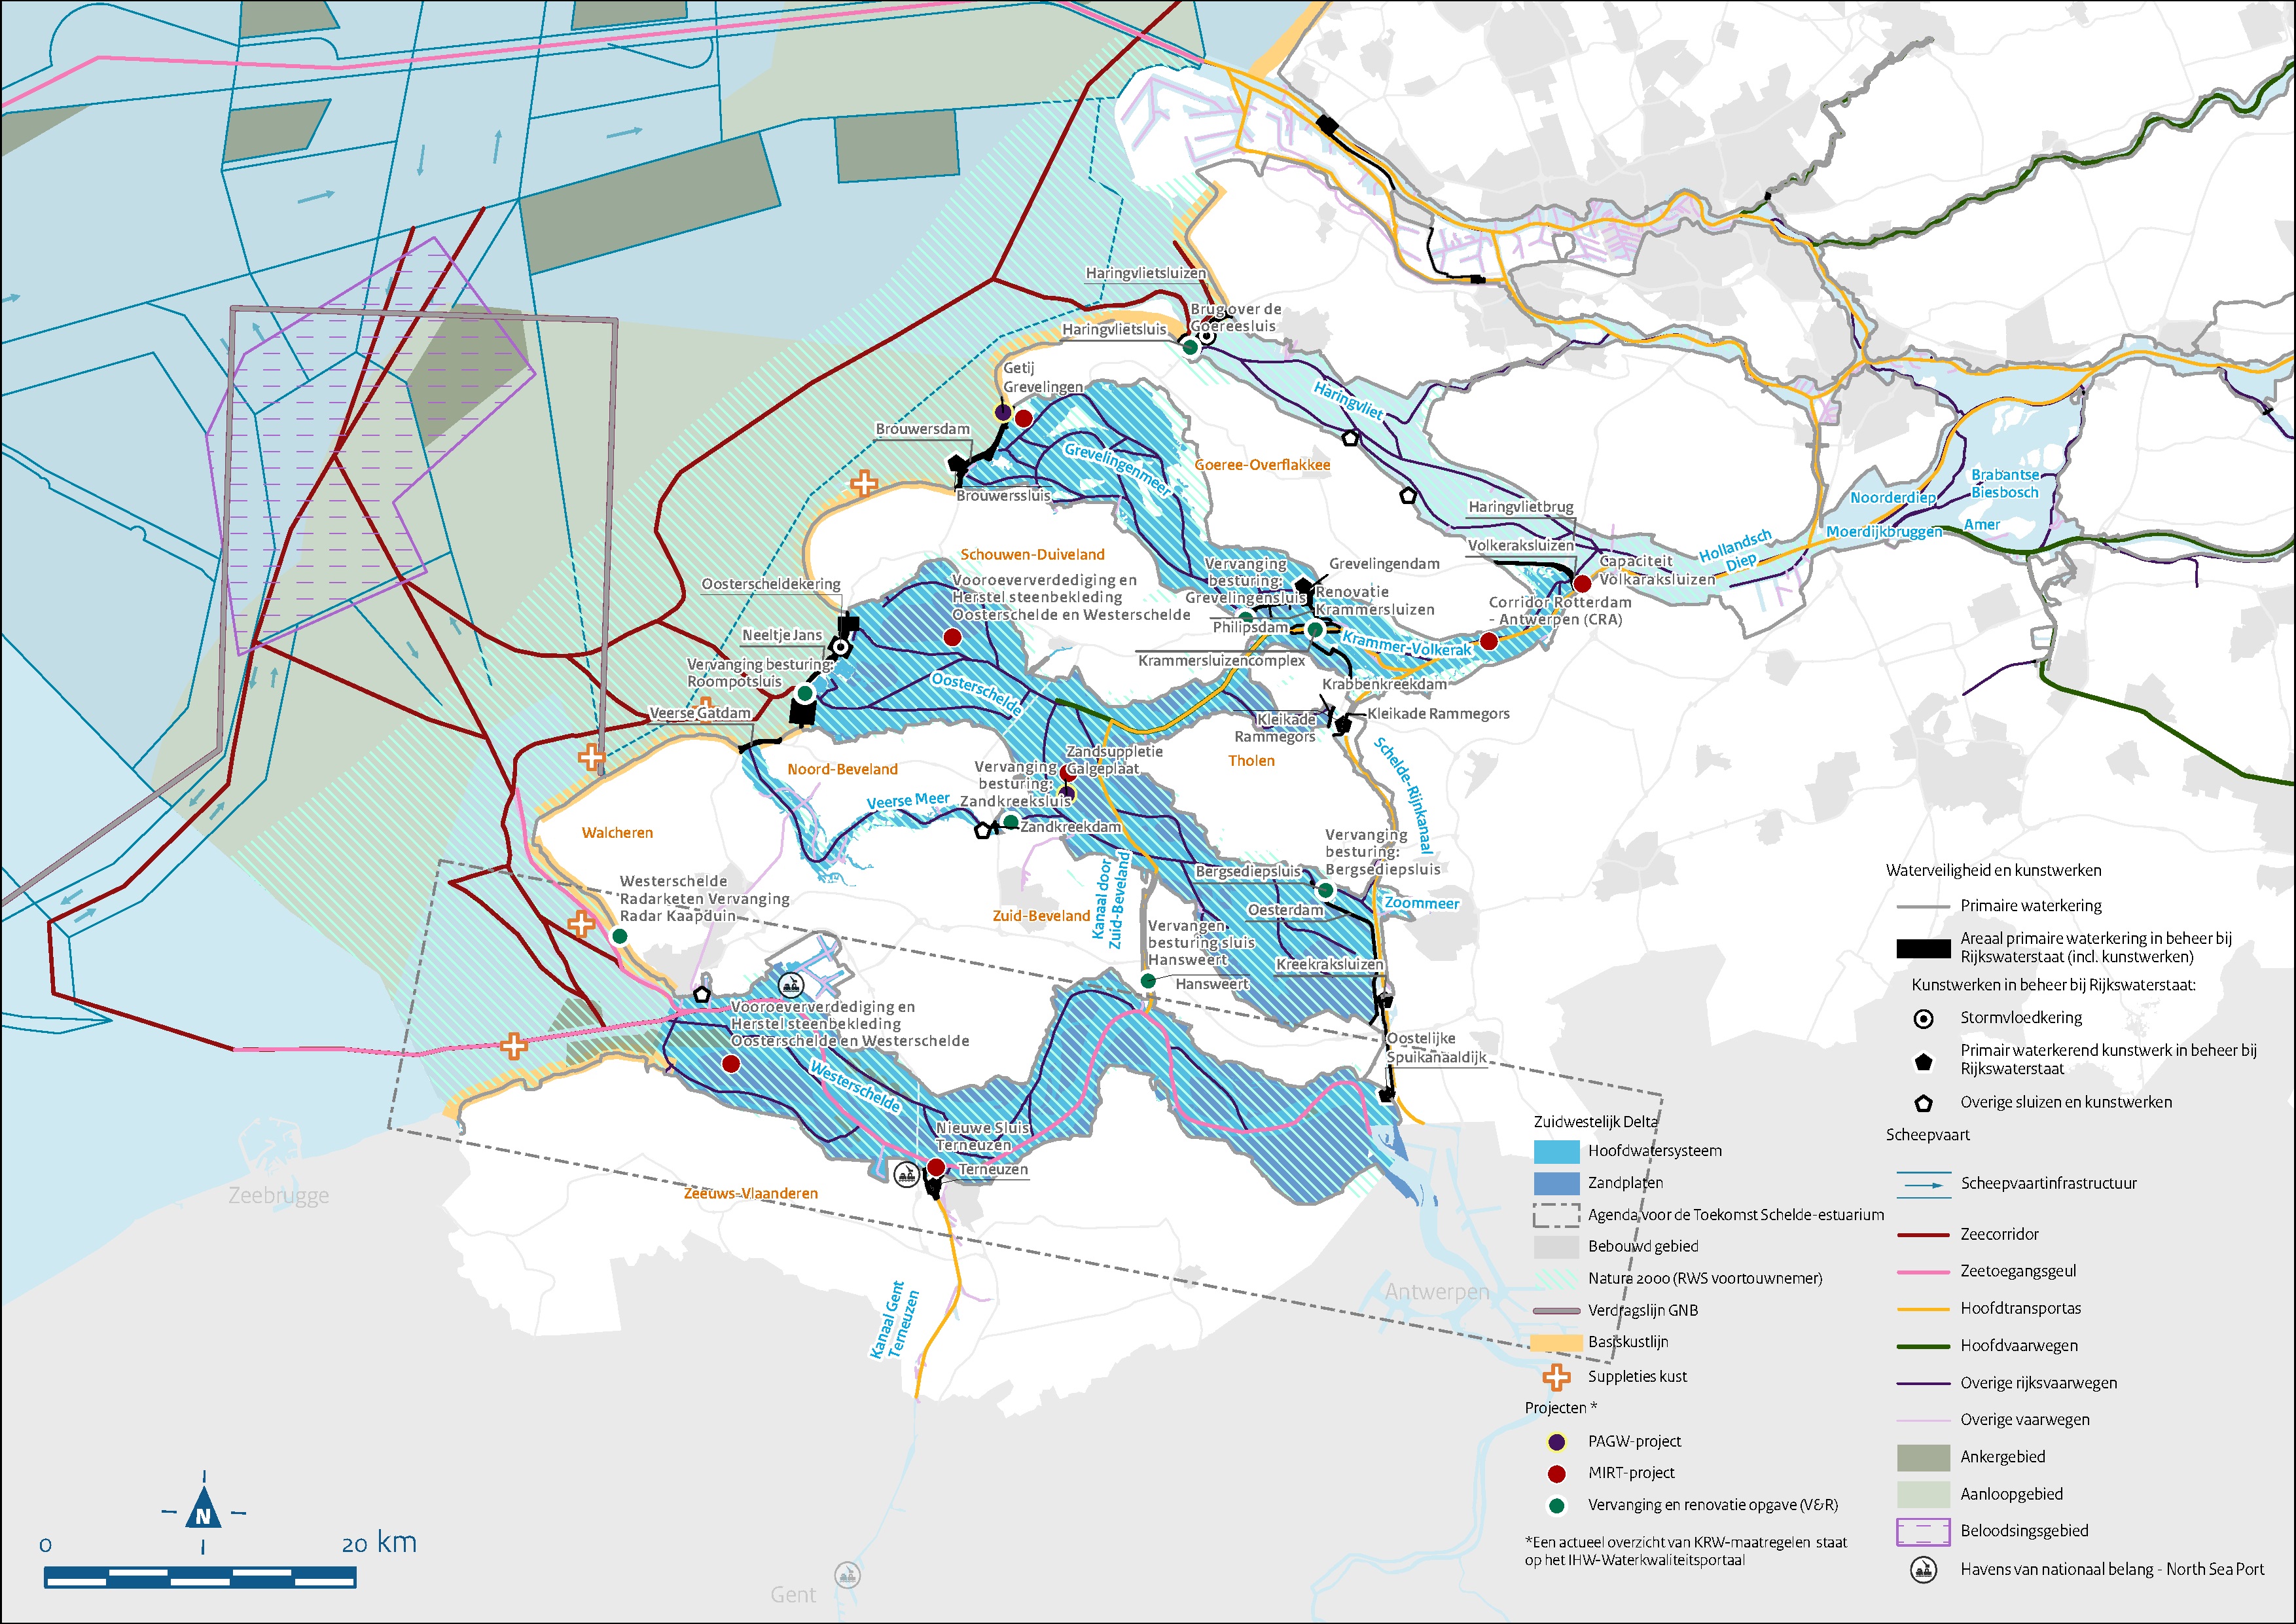 Haringvlietsluizen
Brug over de
Goereesluis
Haringvlietsluis
Getij
Grevelingen
Haringvliet
Brouwersdam
Grevelingenmeer
Goeree-Overflakkee
Brouwerssluis
Brabantse
Biesbosch
Noorderdiep
Haringvlietbrug
Amer
Moerdijkbruggen
Hollandsch
Diep
Volkeraksluizen
Capaciteit
Volkanaksluizen
Schouwen-Duiveland
Vervanging
besturing:
Grevelingensluis
Grevelingendam
Oosterscheldekering
Vooroeververdediging en
Herstel steenbekleding
Oosterschelde en Westerschelde
Renovatie
Krammersluizen
Corridor Rotterdam
- Antwerpen (CRA)
Philipsdam
Neeltje Jans
Krammer-Volkerak
Krammersluizencomplex
Vervanging besturing:
Roompotsluis
Oosterschelde
Krabbenkreekdam
Veerse Gatdam
Kleikade
Rammegors
Kleikade Rammegors
Zandsuppletie
Galgeplaat
Tholen
Noord-Beveland
Vervanging
besturing:
Zandkreeksluis
Schelde-Rijnkanaal
Veerse Meer
Zandkreekdam
Walcheren
Vervanging
besturing:
Bergsediepsluis
Bergsediepsluis
Westerschelde
Radarketen Vervanging
Radar Kaapduin
Kanaal door
Zuid-Beveland
Oesterdam
Zoommeer
Zuid-Beveland
Vervangen
besturing sluis
Hansweert
Kreekraksluizen
Hansweert
Vooroeververdediging en
Herstel steenbekleding
Oosterschelde en Westerschelde
Oostelijke
Spuikanaaldijk
Westerschelde
Nieuwe Sluis
Terneuzen
Terneuzen
Zeebrugge
Zeeuws-Vlaanderen
Antwerpen
Kanaal Gent
Terneuzen
Gent
N
0
20 km
Zuidwestelijk Delta
Hoofdwatersysteem
Zandplaten
Agenda voor de Toekomst Schelde-estuarium
Bebouwd gebied
Natura 2000 (RWS voortouwnemer)
Verdragslijn GNB
Basiskustlijn
Suppleties kust
Projecten *
PAGW-project
MIRT-project
Vervanging en renovatie opgave (V&R)
*Een actueel overzicht van KRW-maatregelen staat
op het IHW-Waterkwaliteitsportaal
Waterveiligheid en kunstwerken
Primaire waterkering
Areaal primaire waterkering in beheer bij
Rijkswaterstaat (incl. kunstwerken)
Kunstwerken in beheer bij Rijkswaterstaat:
Stormvloedkering
Primair waterkerend kunstwerk in beheer bij
Rijkswaterstaat
Overige sluizen en kunstwerken
Scheepvaart
Scheepvaartinfrastructuur
Zeecorridor
Zeetoegangsgeul
Hoofdtransportas
Hoofdvaarwegen
Overige rijksvaarwegen
Overige vaarwegen
Ankergebied
Aanloopgebied
Beloodsingsgebied
Havens van nationaal belang - North Sea Port